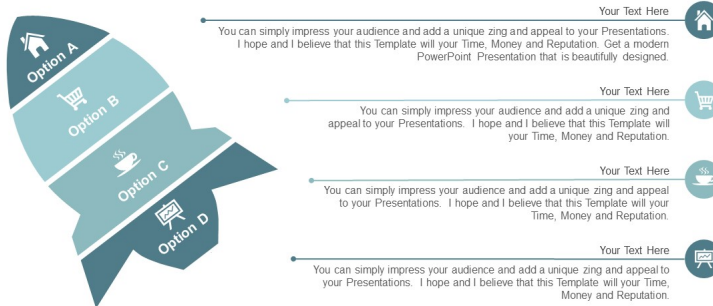 Option A
Option B
Option C
Option D
Your Text Here
You can simply impress your audience and add a unique zing and appeal to your Presentations.
I hope and I believe that this Template will your Time, Money and Reputation. Get a modern
PowerPoint Presentation that is beautifully designed.
Your Text Here
You can simply impress your audience and add a unique zing and
appeal to your Presentations. I hope and I believe that this Template will
your Time, Money and Reputation.
Your Text Here
You can simply impress your audience and add a unique zing and appeal
to your Presentations. I hope and I believe that this Template will your
Time, Money and Reputation.
Your Text Here
You can simply impress your audience and add a unique zing and appeal to
your Presentations. I hope and I believe that this Template will your Time,
Money and Reputation.